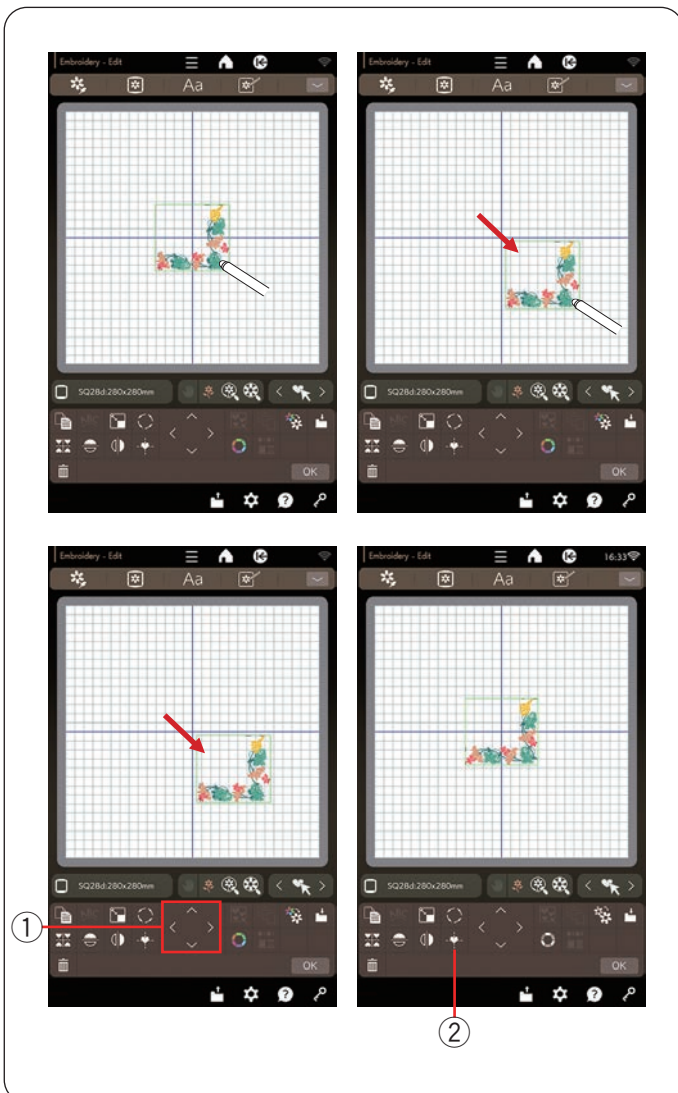 Embroidery - Edit
Aa
SQ28d:280x280mm
OK
?
Embroidery - Edit
Aa
SQ28d:280x280mm
OK
?
Embroidery - Edit
Aa
SQ28d:280x280mm
OK
?
1
Embroidery - Edit
16:33
Aa
SQ28d:280x280mm
OK
?
2